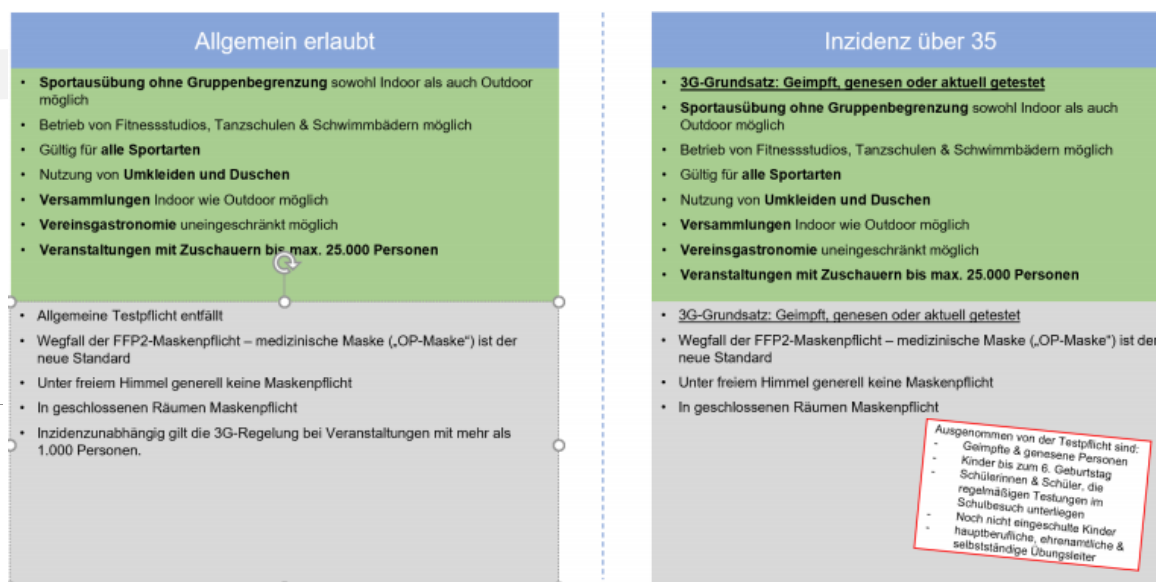 Allgemein erlaubt
• Sportausübung ohne Gruppenbegrenzung sowohl Indoor als auch Outdoor
möglich
• Betrieb von Fitnessstudios, Tanzschulen & Schwimmbädern möglich
• Gültig für alle Sportarten
• Nutzung von Umkleiden und Duschen
• Versammlungen Indoor wie Outdoor möglich
• Vereinsgastronomie uneingeschränkt möglich
• Veranstaltungen mit Zuschauern bis max. 25.000 Personen
• Allgemeine Testpflicht entfällt
• Wegfall der FFP2-Maskenpflicht – medizinische Maske („OP-Maske“) ist der
neue Standard
• Unter freiem Himmel generell keine Maskenpflicht
• In geschlossenen Räumen Maskenpflicht
• Inzidenzunabhängig gilt die 3G-Regelung bei Veranstaltungen mit mehr als
1.000 Personen.
Inzidenz über 35
• 3G-Grundsatz: Geimpft, genesen oder aktuell getestet
• Sportausübung ohne Gruppenbegrenzung sowohl Indoor als auch
Outdoor möglich
• Betrieb von Fitnessstudios, Tanzschulen & Schwimmbädern möglich
• Gültig für alle Sportarten
• Nutzung von Umkleiden und Duschen
• Versammlungen Indoor wie Outdoor möglich
• Vereinsgastronomie uneingeschränkt möglich
• Veranstaltungen mit Zuschauern bis max. 25.000 Personen
• 3G-Grundsatz: Geimpft, genesen oder aktuell getestet
• Wegfall der FFP2-Maskenpflicht – medizinische Maske („OP-Maske“) ist der
neue Standard
• Unter freiem Himmel generell keine Maskenpflicht
• In geschlossenen Räumen Maskenpflicht
Ausgenommen von der Testpflicht sind:
- Geimpfte & genesene Personen
- Kinder bis zum 6. Geburtstag
- Schülerinnen & Schüler, die
regelmäßigen Testungen im
Schulbesuch unterliegen
- Noch nicht eingeschulte Kinder
- hauptberufliche, ehrenamtliche &
selbstständige Übungsleiter